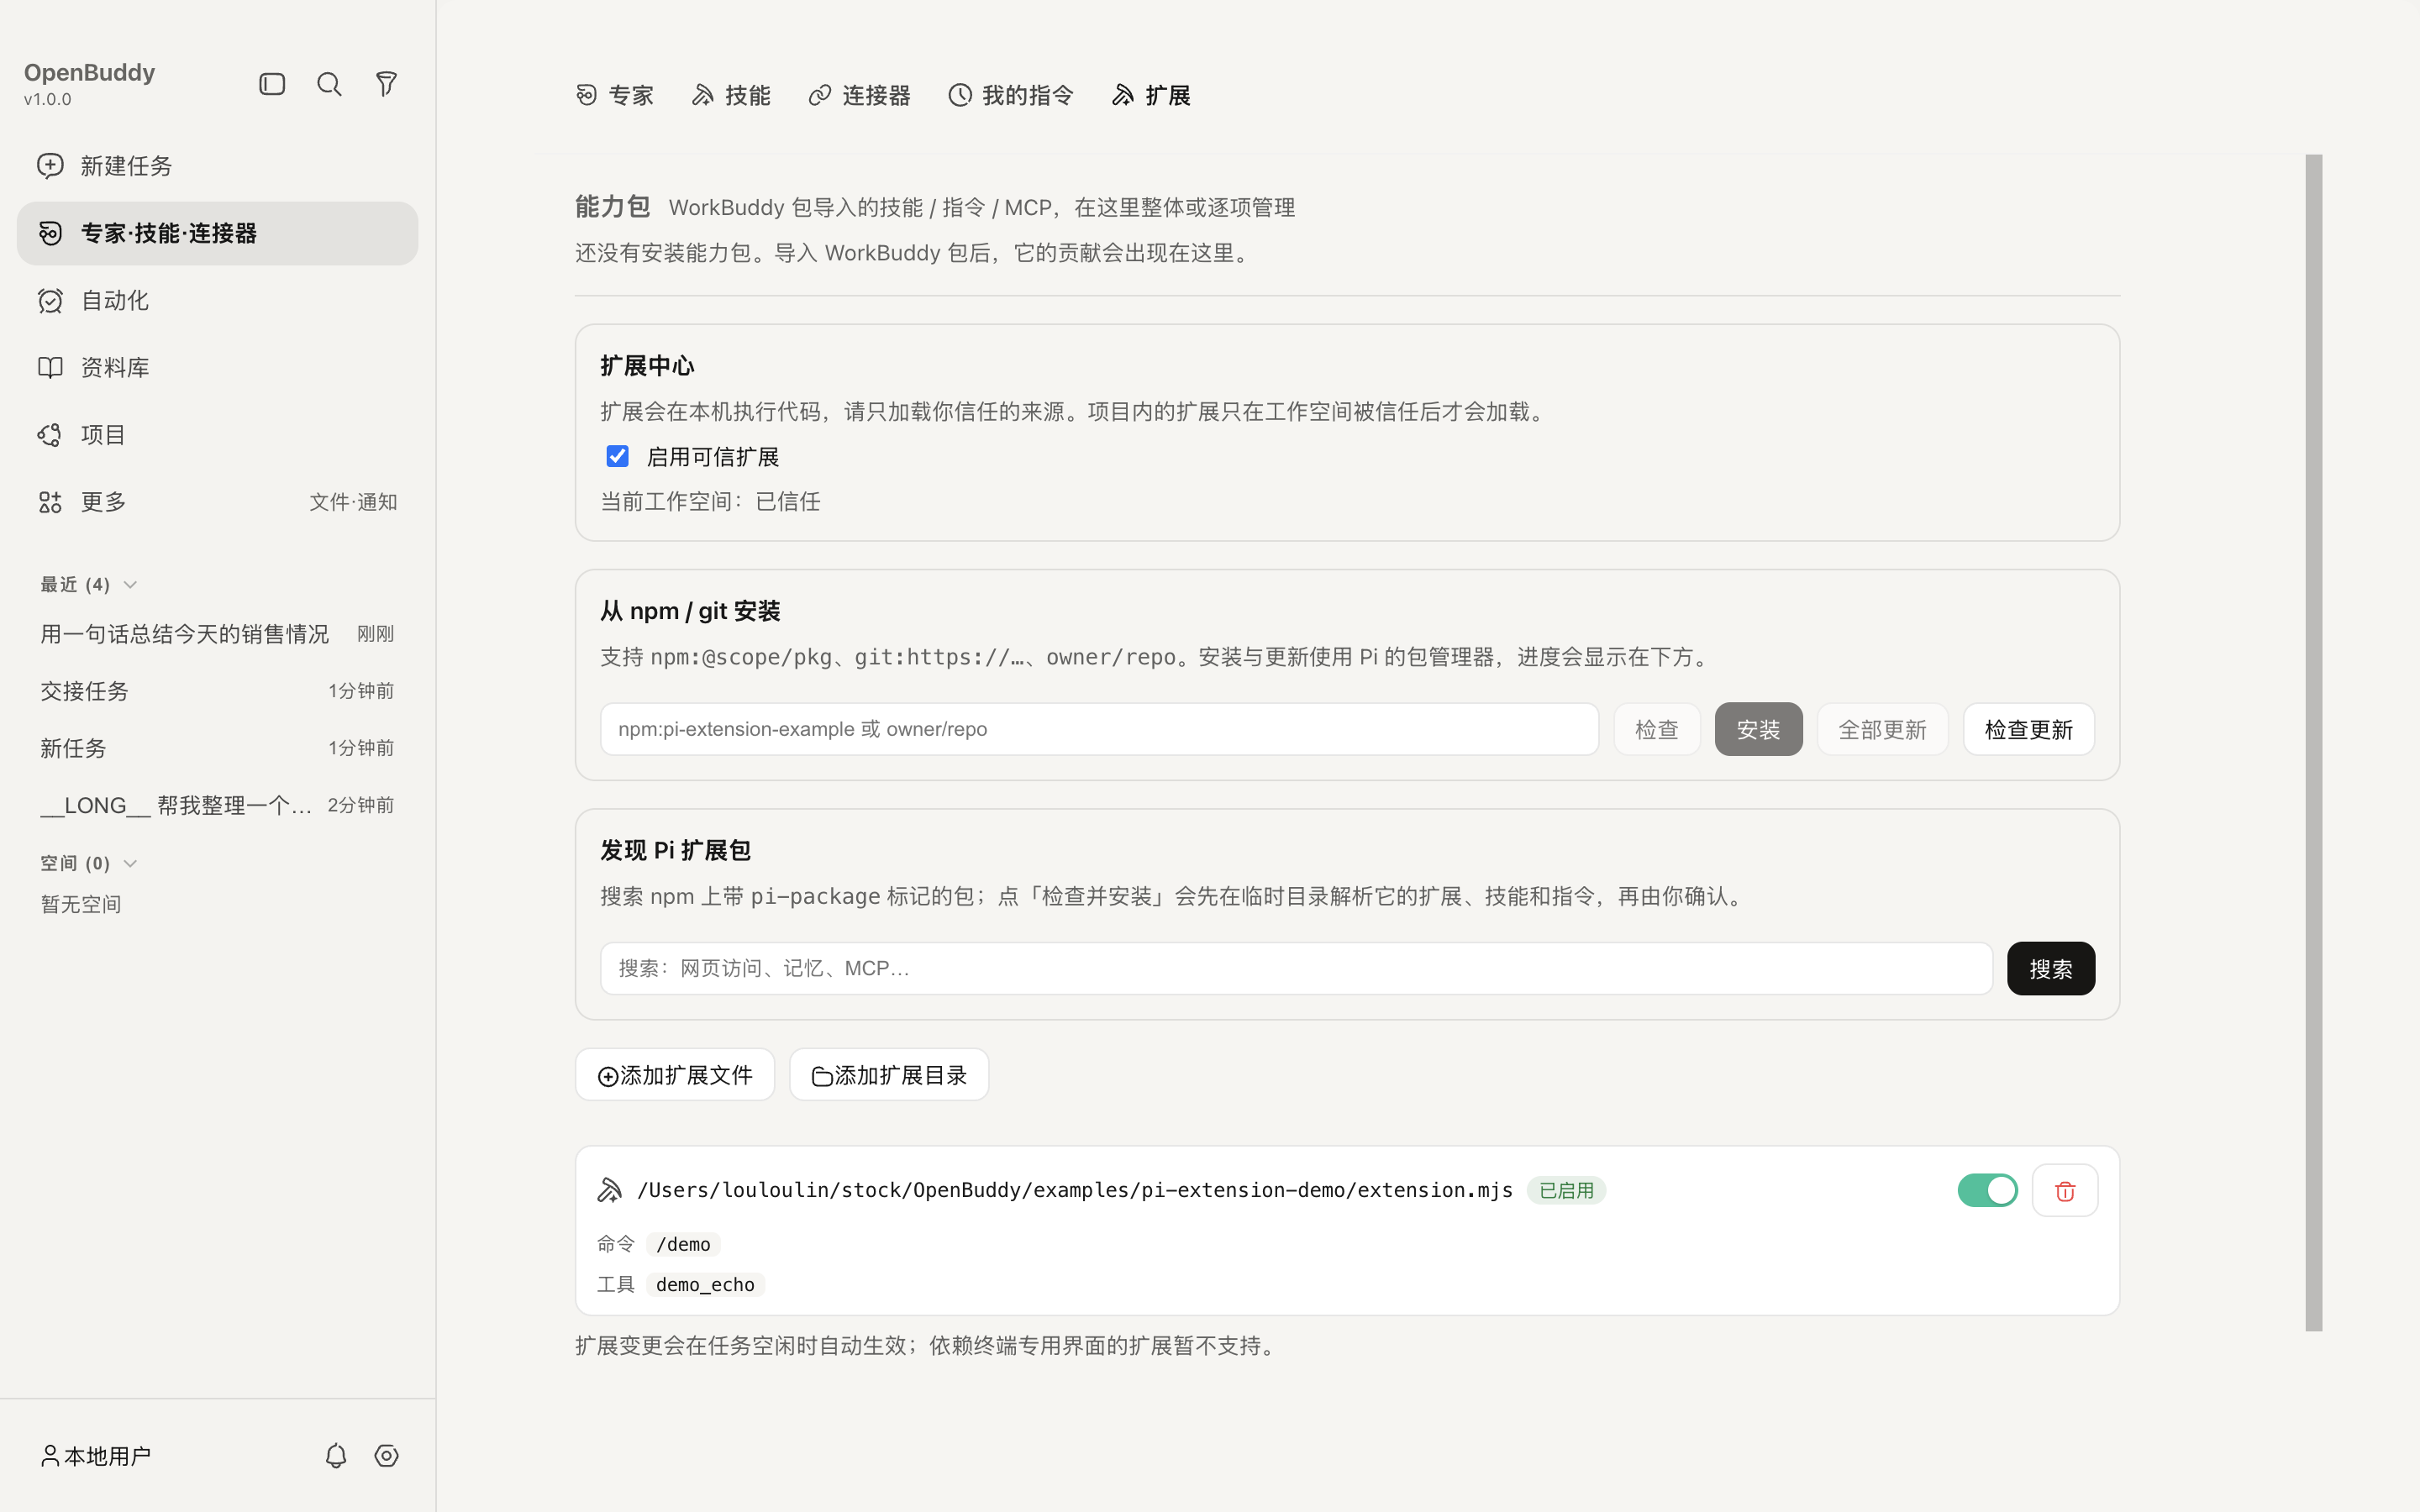 OpenBuddy
v1.0.0
新建任务
专家·技能·连接器
自动化
资料库
项目
更多 文件·通知
最近 (4)
用一句话总结今天的销售情况 刚刚
交接任务 1分钟前
新任务 1分钟前
__LONG__ 帮我整理一个… 2分钟前
空间 (0)
暂无空间
本地用户
专家 技能 连接器 我的指令 扩展
能力包 WorkBuddy 包导入的技能 / 指令 / MCP，在这里整体或逐项管理
还没有安装能力包。导入 WorkBuddy 包后，它的贡献会出现在这里。
扩展中心
扩展会在本机执行代码，请只加载你信任的来源。项目内的扩展只在工作空间被信任后才会加载。
启用可信扩展
当前工作空间：已信任
从 npm / git 安装
支持 npm:@scope/pkg、git:https://…、owner/repo。安装与更新使用 Pi 的包管理器，进度会显示在下方。
npm:pi-extension-example 或 owner/repo 检查 安装 全部更新 检查更新
发现 Pi 扩展包
搜索 npm 上带 pi-package 标记的包；点「检查并安装」会先在临时目录解析它的扩展、技能和指令，再由你确认。
搜索：网页访问、记忆、MCP… 搜索
添加扩展文件 添加扩展目录
/Users/louloulin/stock/OpenBuddy/examples/pi-extension-demo/extension.mjs 已启用
命令 /demo
工具 demo_echo
扩展变更会在任务空闲时自动生效；依赖终端专用界面的扩展暂不支持。